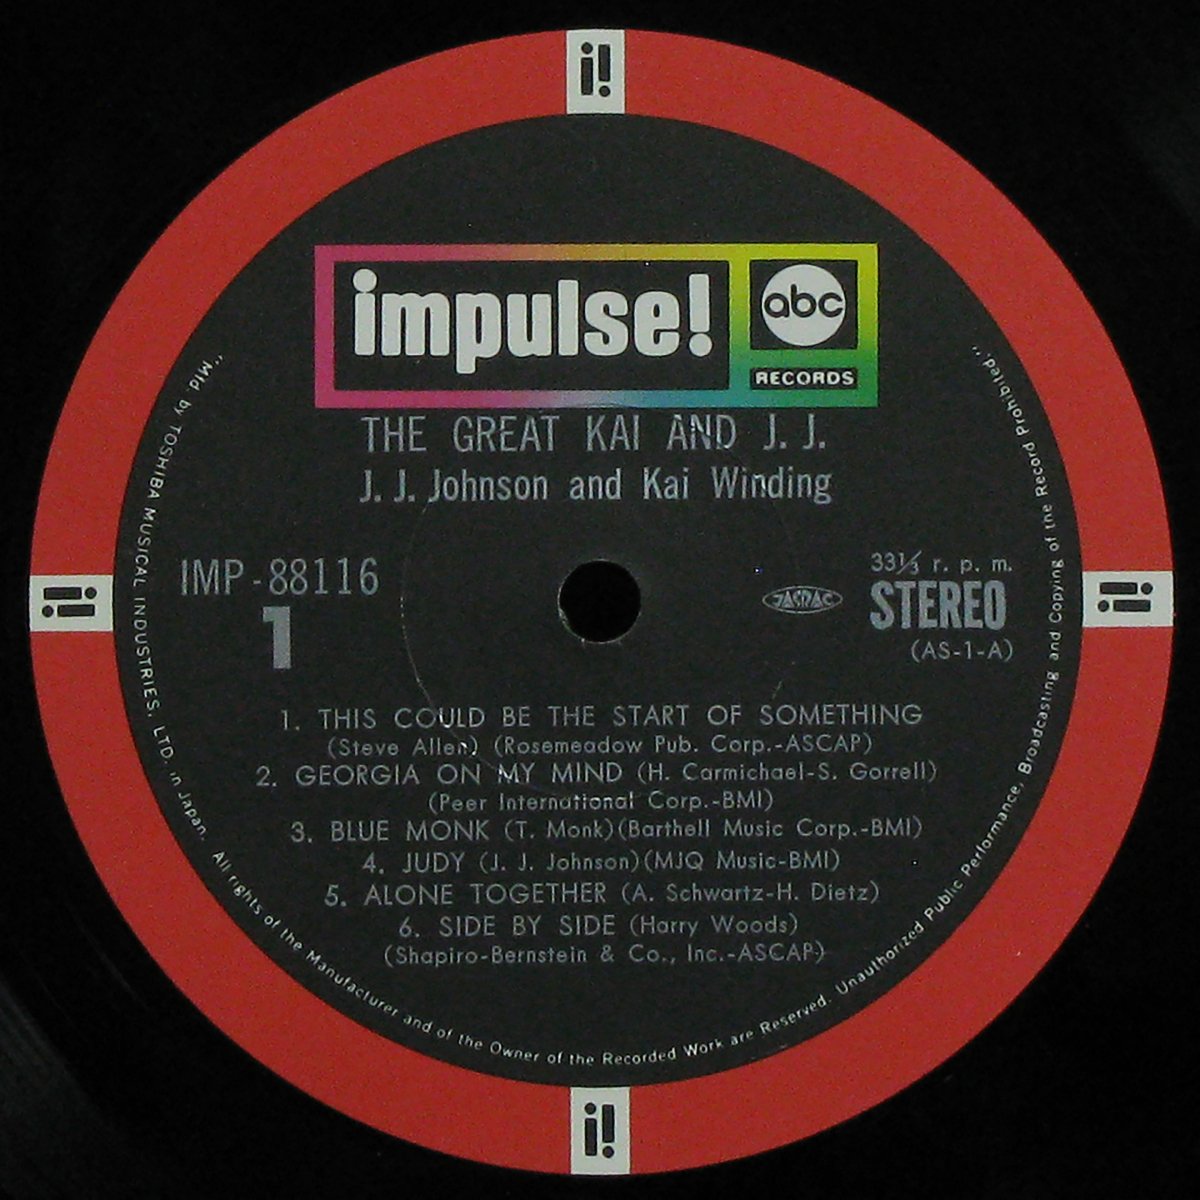 i!
impulse!
abc
RECORDS
THE GREAT KAI AND J. J.
J. J. Johnson and Kai Winding
IMP-88116
1
33⅓ r. p. m.
JASRAC
STEREO
(AS-1-A)
i!
i!
1. THIS COULD BE THE START OF SOMETHING
(Steve Allen) (Rosemeadow Pub. Corp.-ASCAP)
2. GEORGIA ON MY MIND (H. Carmichael-S. Gorrell)
(Peer International Corp.-BMI)
3. BLUE MONK (T. Monk)(Barthell Music Corp.-BMI)
4. JUDY (J. J. Johnson)(MJQ Music-BMI)
5. ALONE TOGETHER (A. Schwartz-H. Dietz)
6. SIDE BY SIDE (Harry Woods)
(Shapiro-Bernstein & Co., Inc.-ASCAP)
"Mfd. by TOSHIBA MUSICAL INDUSTRIES, LTD. in Japan. All rights of the Manufacturer and of the Owner of the Recorded Work are Reserved. Unauthorized Public Performance, Broadcasting and Copying of the Record Prohibited."
i!